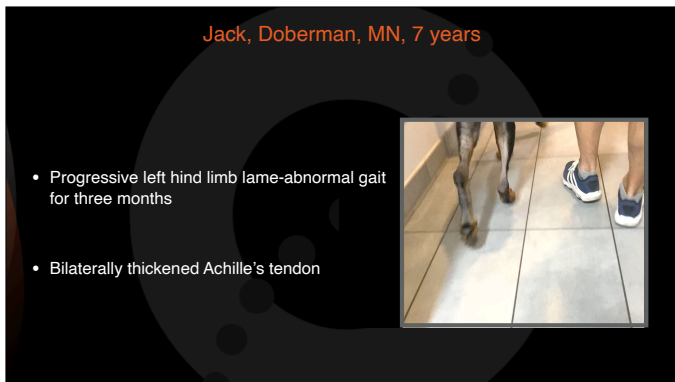 Jack, Doberman, MN, 7 years
• Progressive left hind limb lame-abnormal gait
for three months
• Bilaterally thickened Achille's tendon